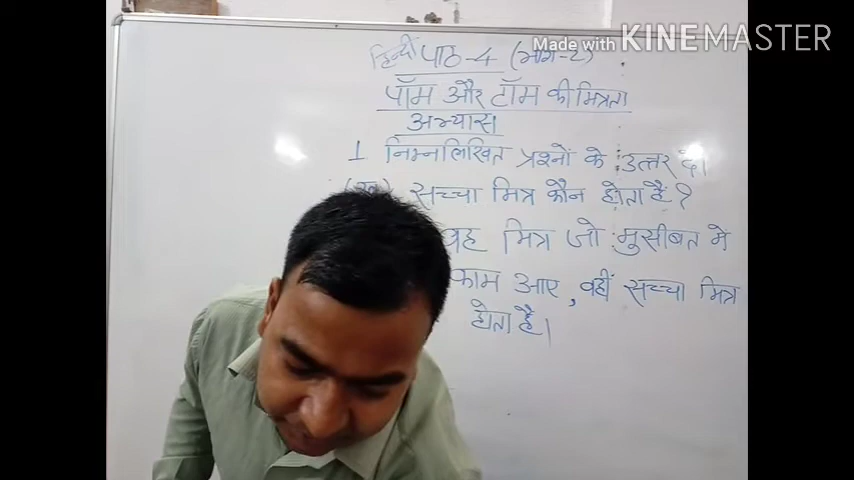 Made with KINEMASTER
हिन्दी पाठ-4 (भाग-2)
पॉम और टॉम की मित्रता
अभ्यास
1 निम्नलिखित प्रश्नों के उत्तर दें।
(ख) सच्चा मित्र कौन होता है?
वह मित्र जो मुसीबत मे
काम आए, वही सच्चा मित्र
होता है।